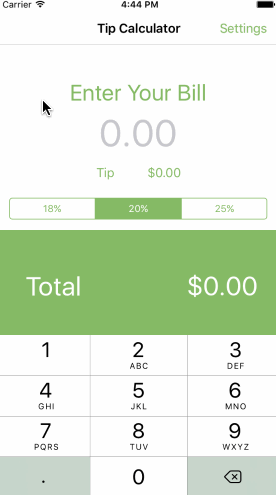 Carrier 4:44 PM
Tip Calculator Settings
Enter Your Bill
0.00
Tip $0.00
18% 20% 25%
Total $0.00
1 2 3
ABC DEF
4 5 6
GHI JKL MNO
7 8 9
PQRS TUV WXYZ
. 0